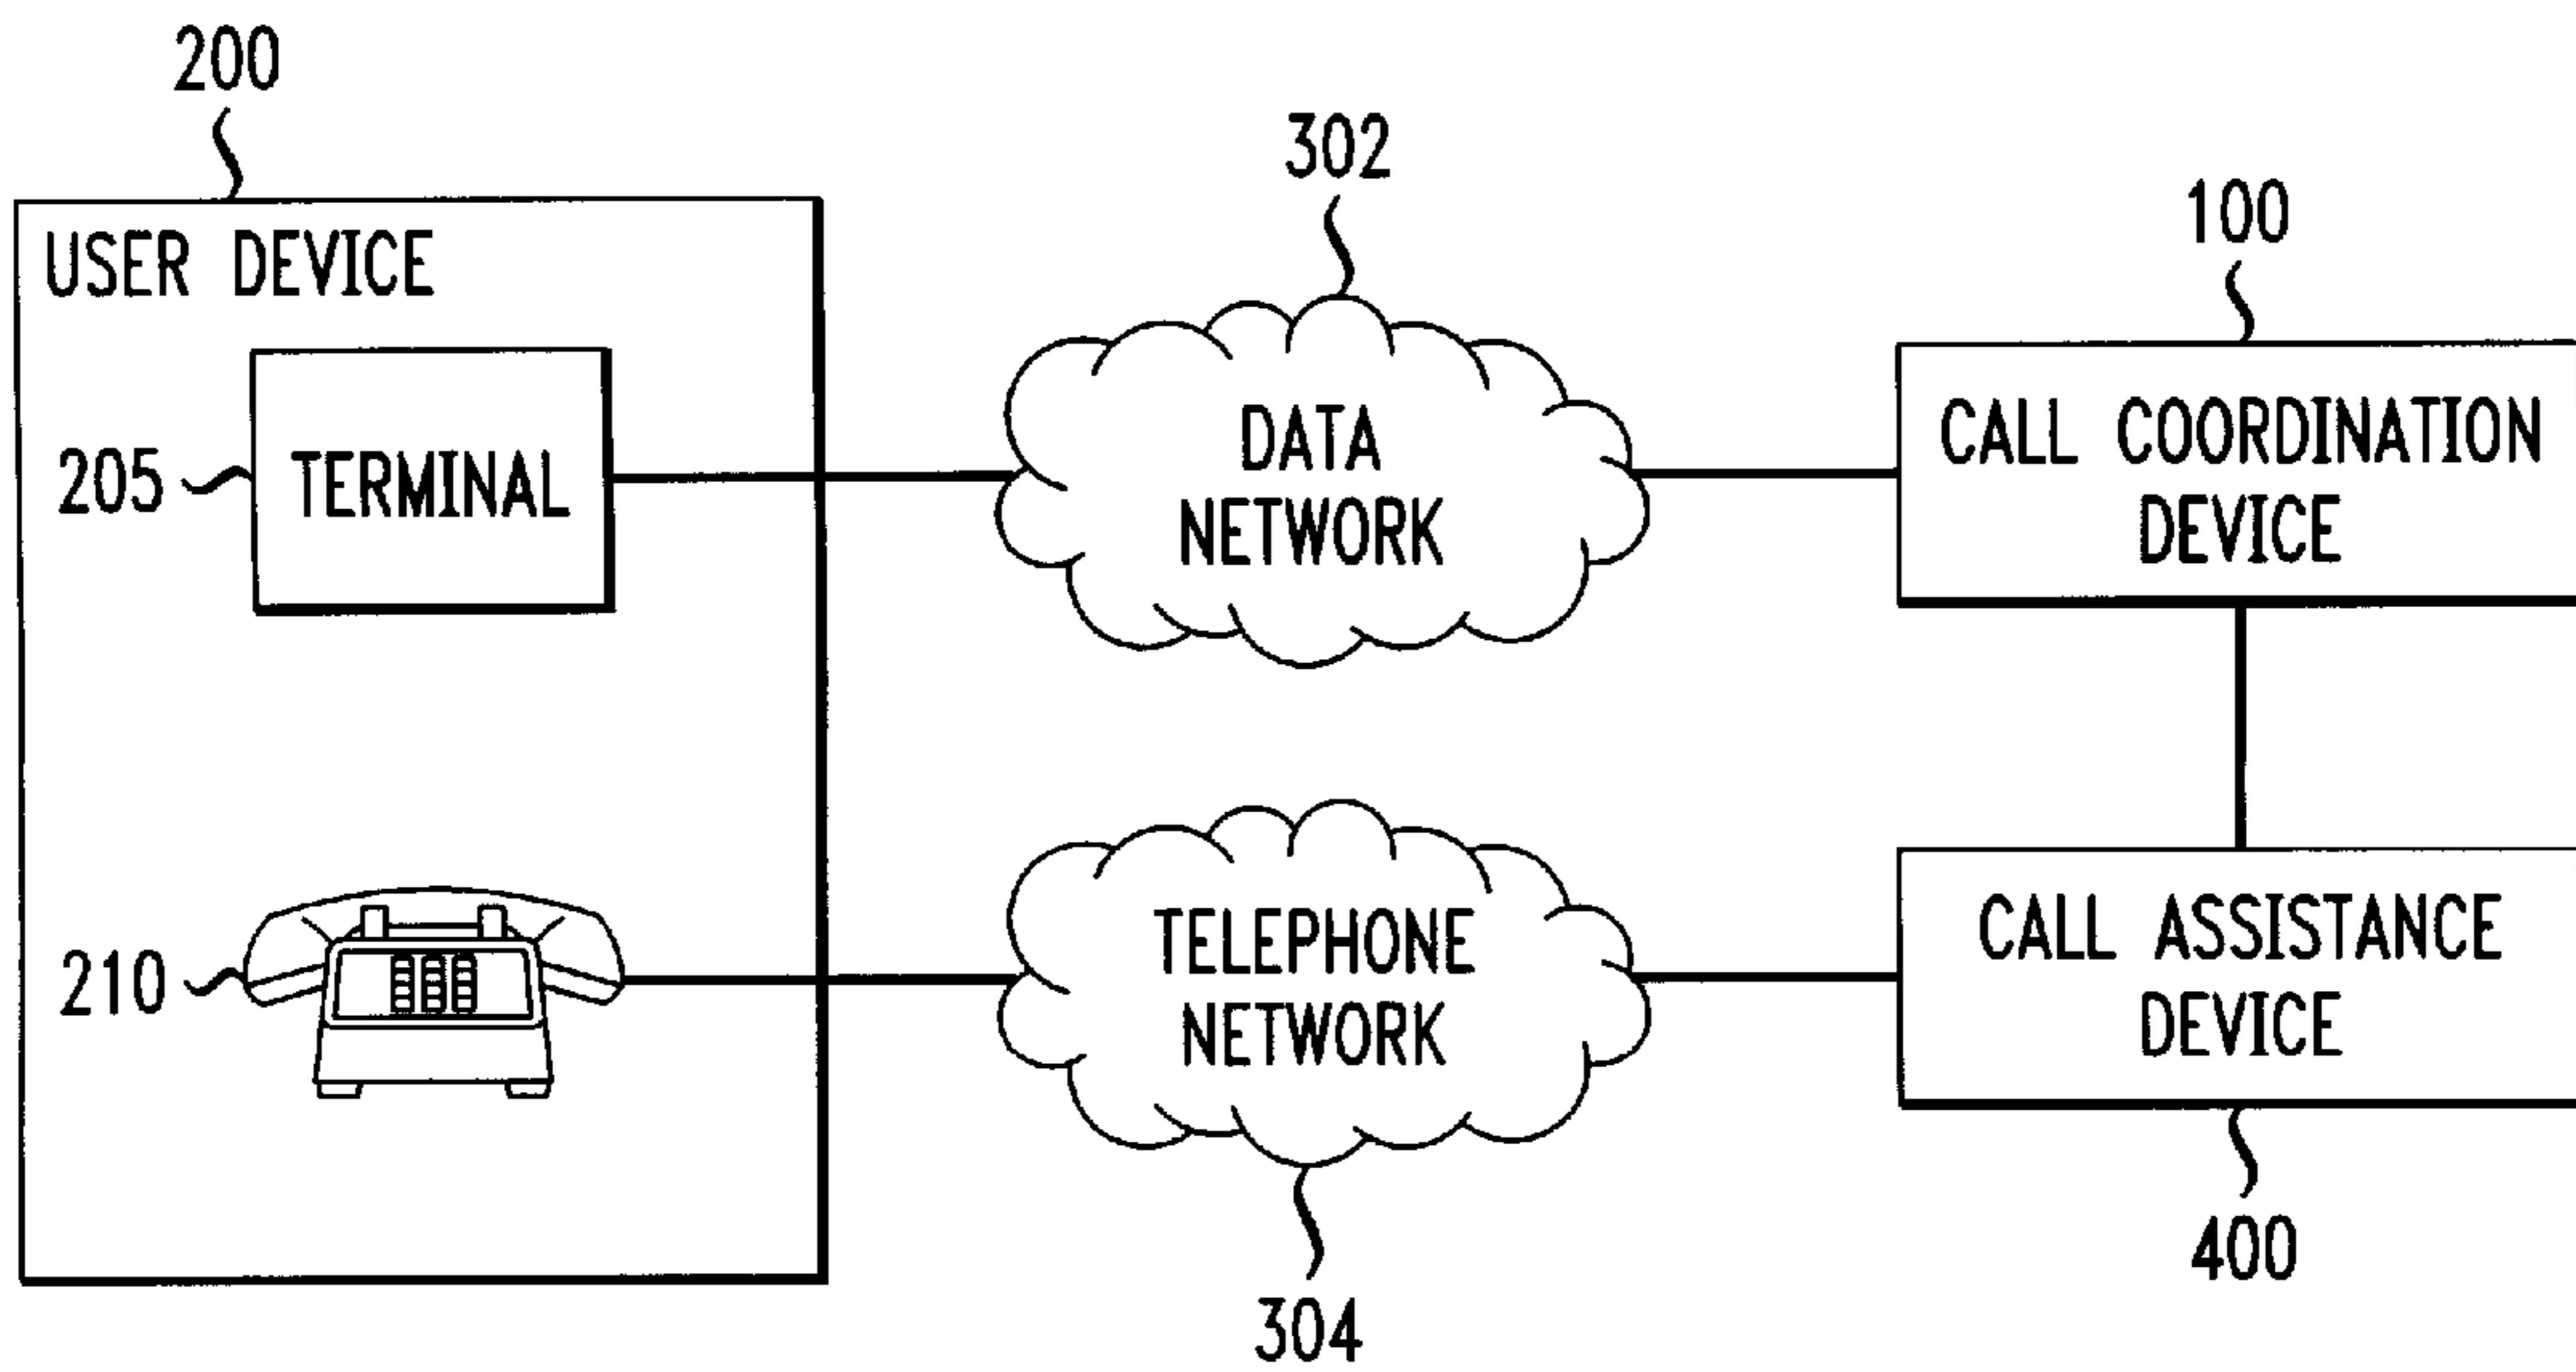 200
USER DEVICE
205
TERMINAL
210
302
DATA
NETWORK
TELEPHONE
NETWORK
304
100
CALL COORDINATION
DEVICE
CALL ASSISTANCE
DEVICE
400